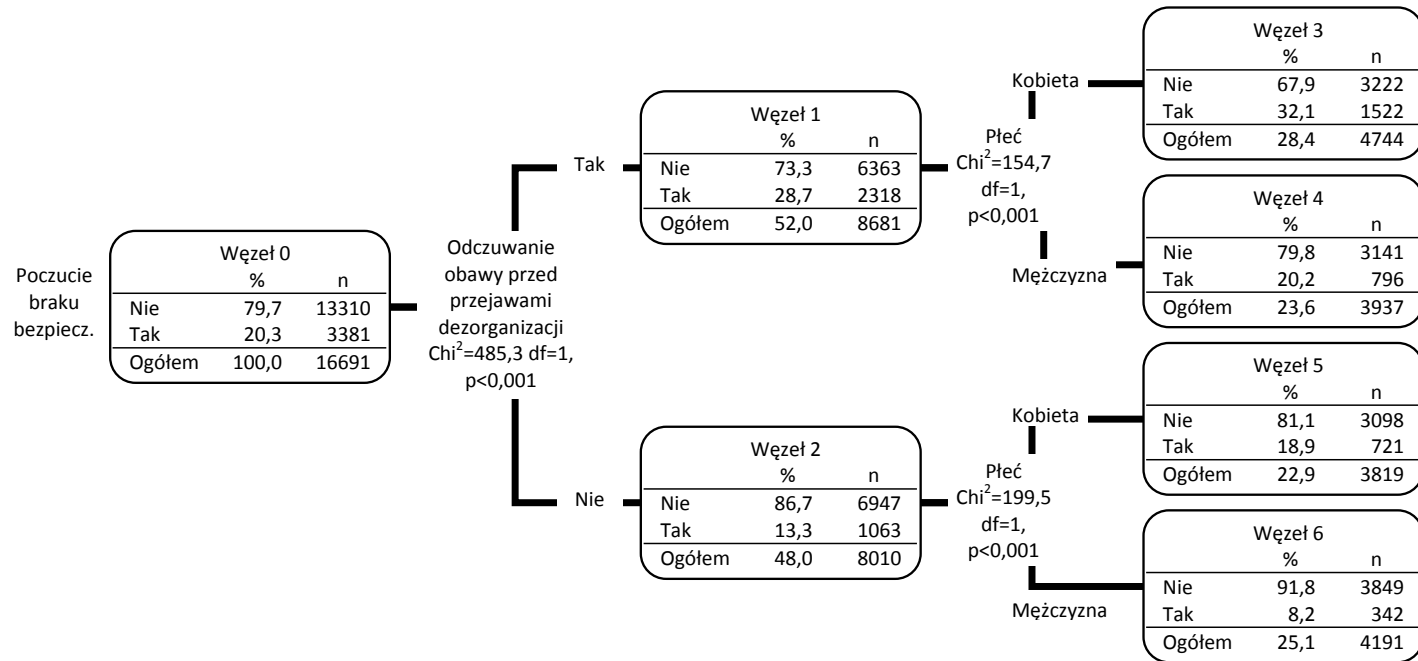 Poczucie
braku
bezpiecz.
Węzeł 0
% n
Nie 79,7 13310
Tak 20,3 3381
Ogółem 100,0 16691
Odczuwanie
obawy przed
przejawami
dezorganizacji
Chi²=485,3 df=1,
p<0,001
Tak
Węzeł 1
% n
Nie 73,3 6363
Tak 28,7 2318
Ogółem 52,0 8681
Płeć
Chi²=154,7
df=1,
p<0,001
Kobieta
Węzeł 3
% n
Nie 67,9 3222
Tak 32,1 1522
Ogółem 28,4 4744
Mężczyzna
Węzeł 4
% n
Nie 79,8 3141
Tak 20,2 796
Ogółem 23,6 3937
Nie
Węzeł 2
% n
Nie 86,7 6947
Tak 13,3 1063
Ogółem 48,0 8010
Płeć
Chi²=199,5
df=1,
p<0,001
Kobieta
Węzeł 5
% n
Nie 81,1 3098
Tak 18,9 721
Ogółem 22,9 3819
Mężczyzna
Węzeł 6
% n
Nie 91,8 3849
Tak 8,2 342
Ogółem 25,1 4191